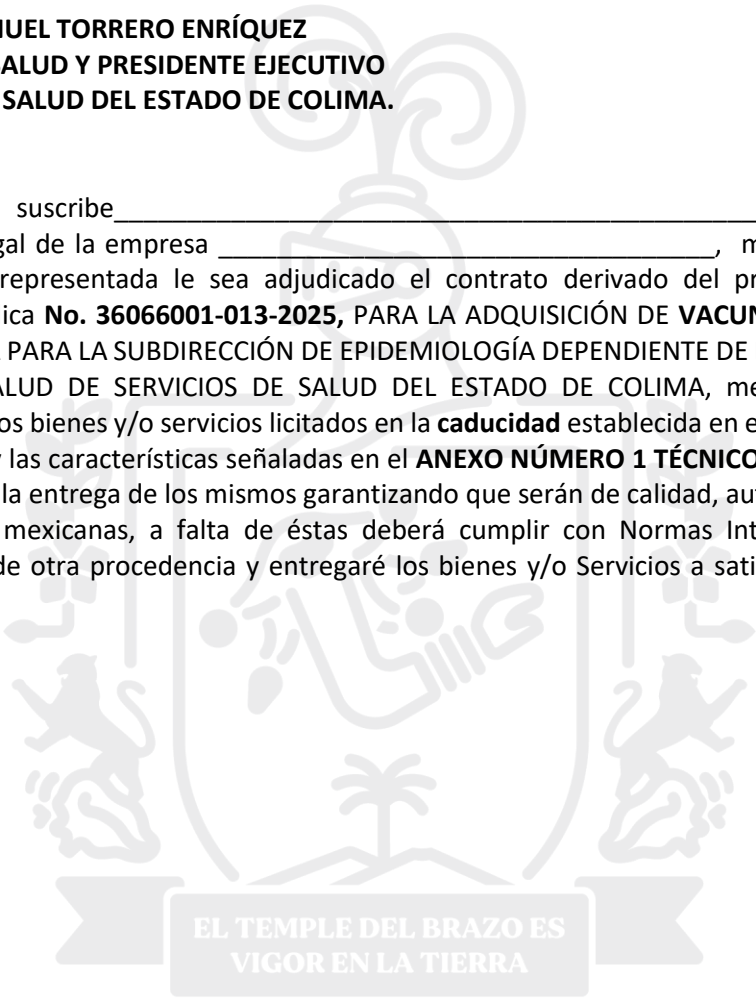 NUEL TORRERO ENRÍQUEZ
SALUD Y PRESIDENTE EJECUTIVO
SALUD DEL ESTADO DE COLIMA.
suscribe____________________________________________
gal de la empresa __________________________________, m
representada le sea adjudicado el contrato derivado del pr
ica No. 36066001-013-2025, PARA LA ADQUISICIÓN DE VACUN
PARA LA SUBDIRECCIÓN DE EPIDEMIOLOGÍA DEPENDIENTE DE
ALUD DE SERVICIOS DE SALUD DEL ESTADO DE COLIMA, me
os bienes y/o servicios licitados en la caducidad establecida en e
y las características señaladas en el ANEXO NÚMERO 1 TÉCNICO
la entrega de los mismos garantizando que serán de calidad, aut
mexicanas, a falta de éstas deberá cumplir con Normas Int
de otra procedencia y entregaré los bienes y/o Servicios a sati
EL TEMPLE DEL BRAZO ES
VIGOR EN LA TIERRA